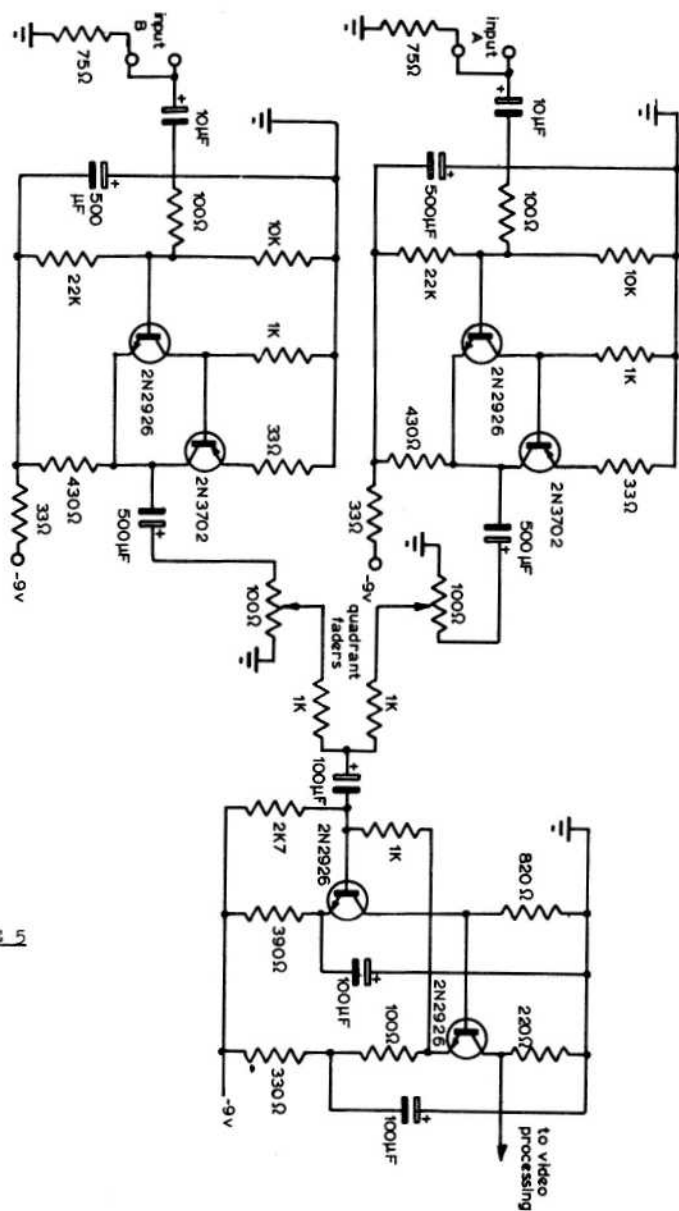 input
A
75Ω
10μF
100Ω
500μF
22K
10K
1K
2N2926
430Ω
33Ω
2N3702
33Ω
-9v
500μF
100Ω
input
B
75Ω
10μF
100Ω
500
μF
22K
10K
1K
2N2926
430Ω
33Ω
2N3702
33Ω
-9v
500μF
100Ω
quadrant
faders
1K
1K
100μF
2K7
1K
2N2926
820Ω
390Ω
100μF
2N2926
100Ω
220Ω
330Ω
100μF
-9v
to video
processing
5